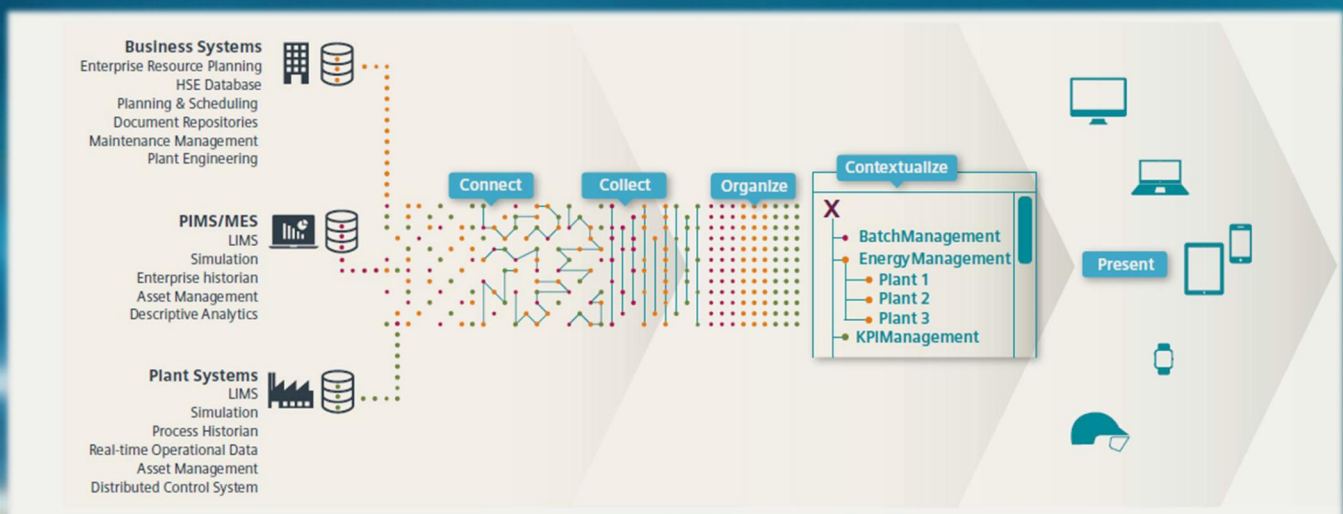 Business Systems
Enterprise Resource Planning
HSE Database
Planning & Scheduling
Document Repositories
Maintenance Management
Plant Engineering
PIMS/MES
LIMS
Simulation
Enterprise historian
Asset Management
Descriptive Analytics
Plant Systems
LIMS
Simulation
Process Historian
Real-time Operational Data
Asset Management
Distributed Control System
Connect
Collect
Organize
Contextualize
X
BatchManagement
EnergyManagement
Plant 1
Plant 2
Plant 3
KPIManagement
Present